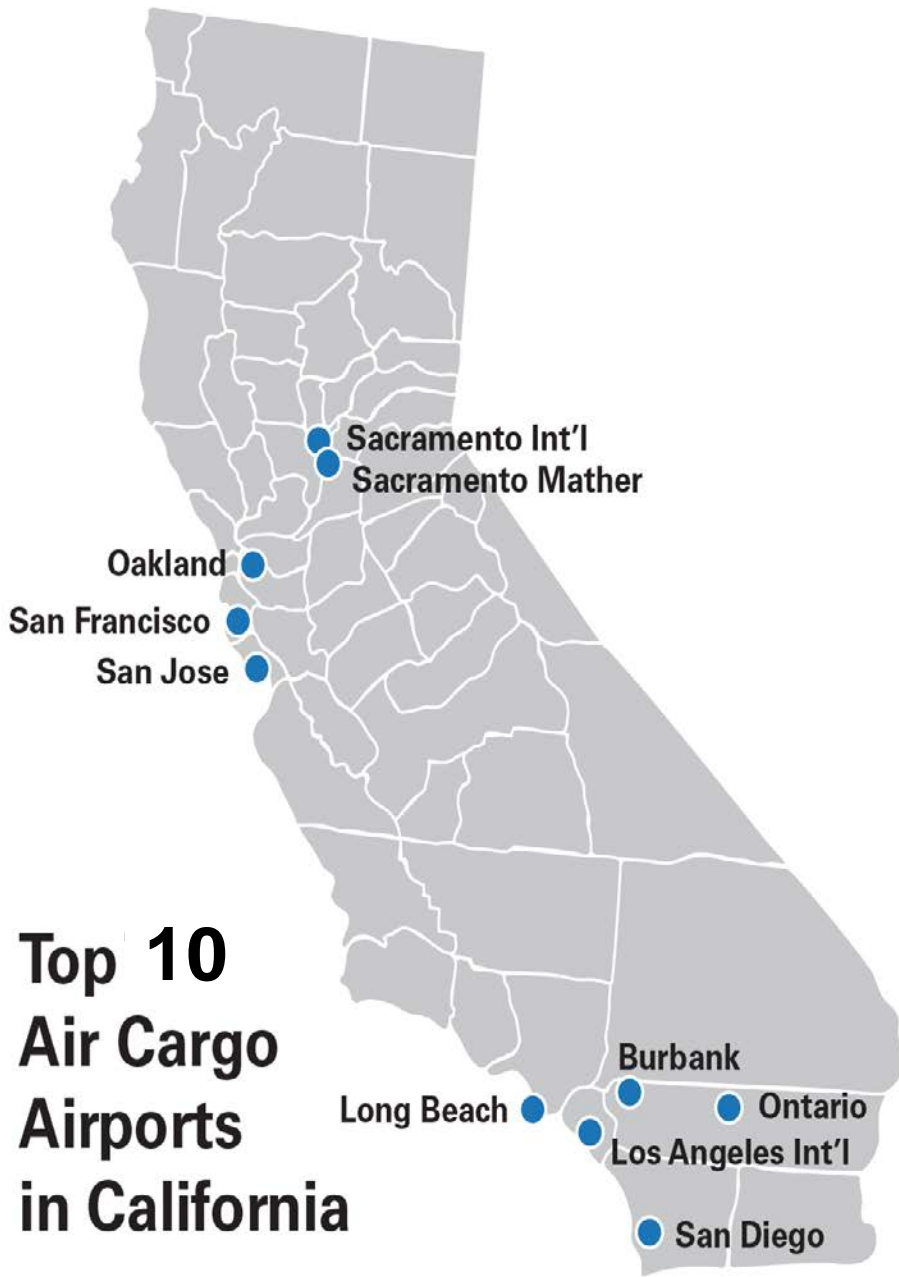 Sacramento Int'l
Sacramento Mather
Oakland
San Francisco
San Jose
Top 10
Air Cargo
Airports
in California
Burbank
Long Beach
Ontario
Los Angeles Int'l
San Diego